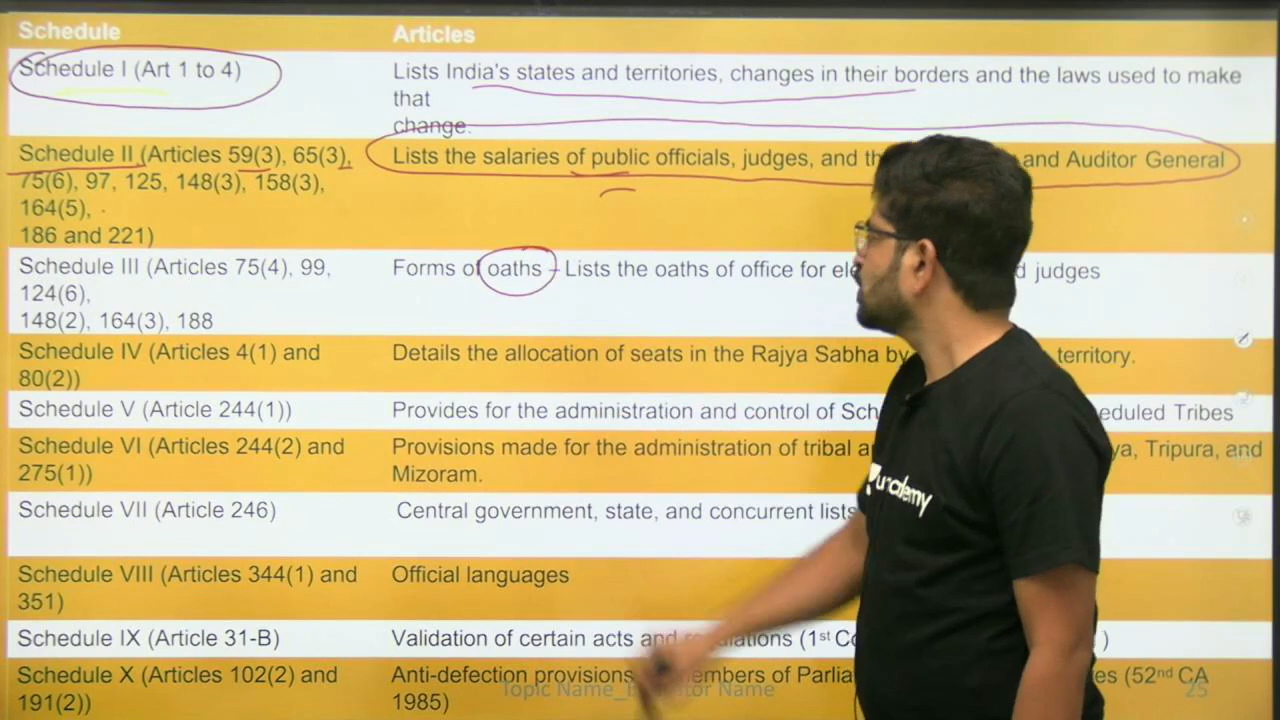 Schedule Articles
Schedule I (Art 1 to 4) Lists India's states and territories, changes in their borders and the laws used to make
that
change.
Schedule II (Articles 59(3), 65(3), Lists the salaries of public officials, judges, and and Auditor General
75(6), 97, 125, 148(3), 158(3),
164(5),
186 and 221)
Schedule III (Articles 75(4), 99, Forms of oaths – Lists the oaths of office for judges
124(6),
148(2), 164(3), 188
Schedule IV (Articles 4(1) and Details the allocation of seats in the Rajya Sabha by territory.
80(2))
Schedule V (Article 244(1)) Provides for the administration and control of Tribes
Schedule VI (Articles 244(2) and Provisions made for the administration of tribal Tripura, and
275(1)) Mizoram.
Schedule VII (Article 246) Central government, state, and concurrent lists
Schedule VIII (Articles 344(1) and Official languages
351)
Schedule IX (Article 31-B) Validation of certain acts and (1st )
Schedule X (Articles 102(2) and Anti-defection provisions members of (52nd CA
191(2)) 1985)
Topic Name_ Name 25
unacademy